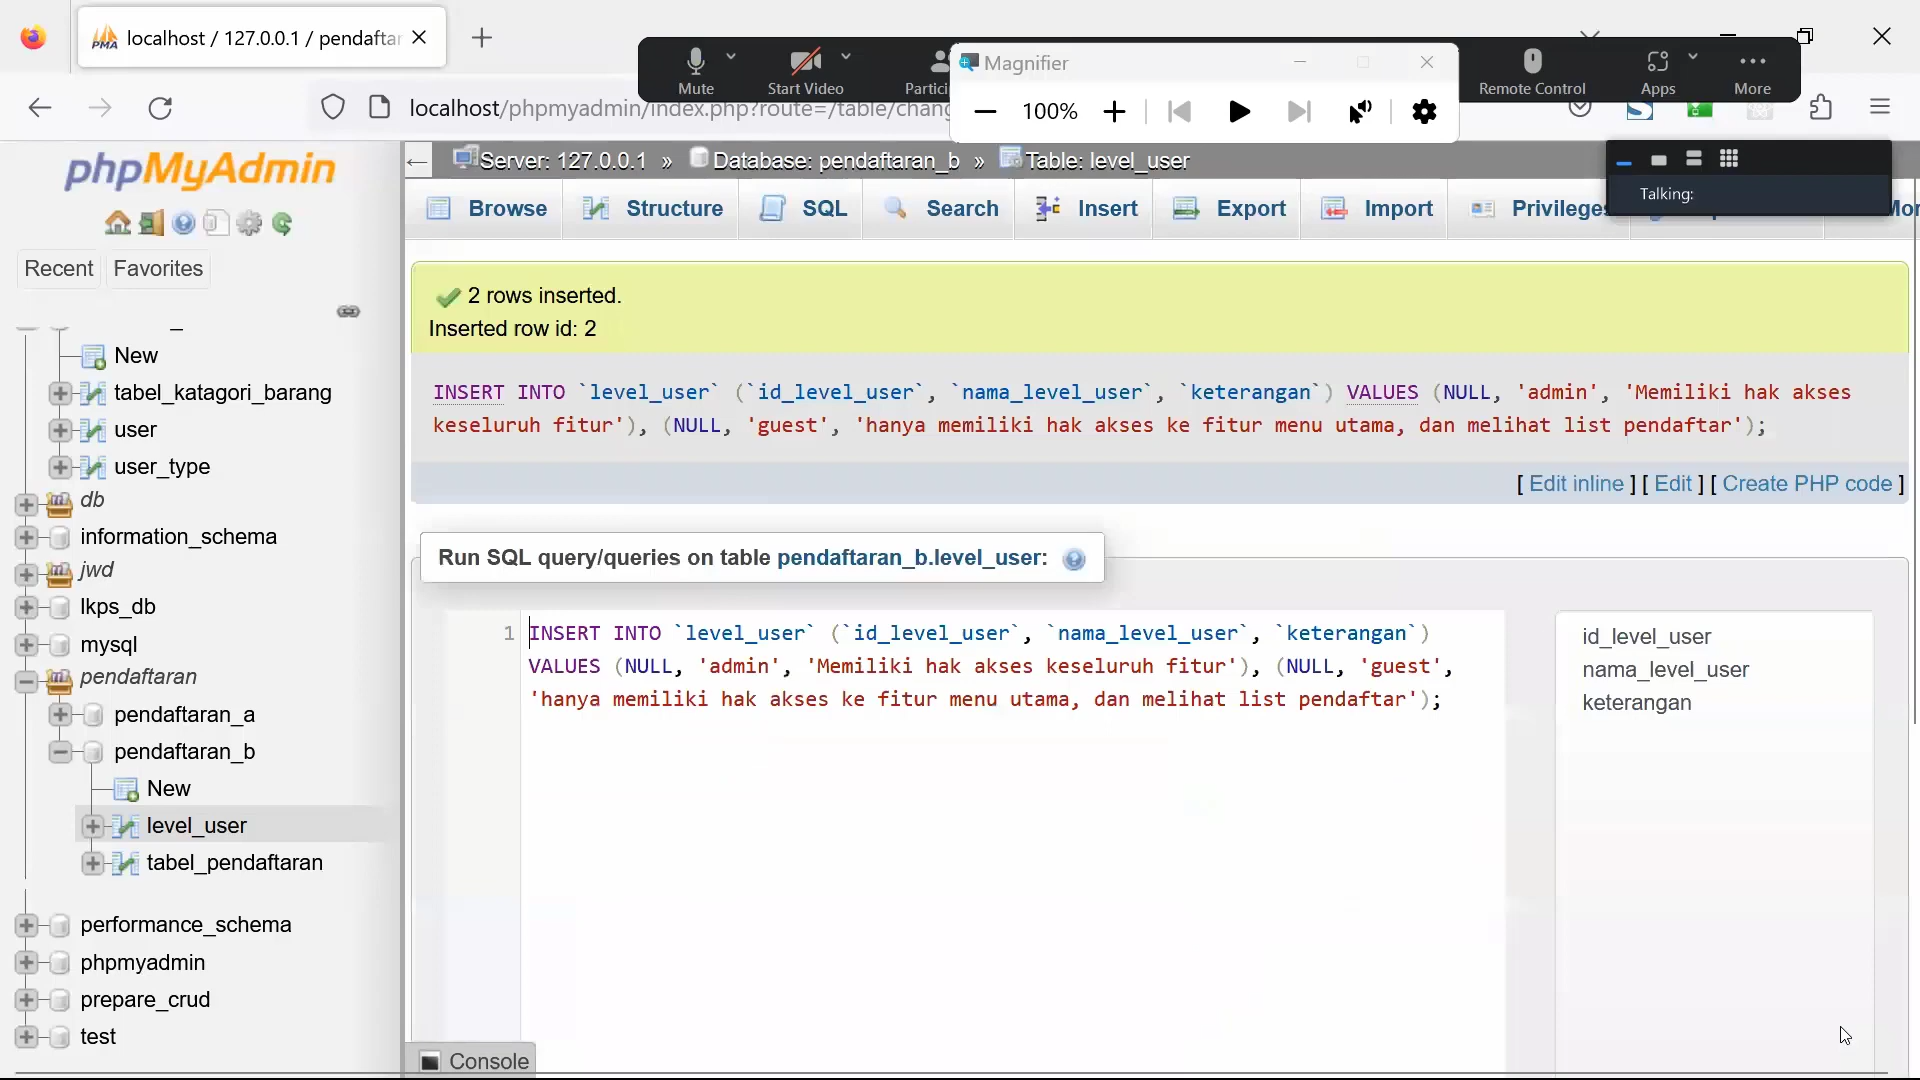 localhost / 127.0.0.1 / pendaftar
Mute
Start Video
Partici
Magnifier
100%
Remote Control
Apps
More
localhost/phpmyadmin/index.php?route=/table/chang
Talking:
phpMyAdmin
Recent
Favorites
New
tabel_katagori_barang
user
user_type
db
information_schema
jwd
lkps_db
mysql
pendaftaran
pendaftaran_a
pendaftaran_b
New
level_user
tabel_pendaftaran
performance_schema
phpmyadmin
prepare_crud
test
Server: 127.0.0.1 » Database: pendaftaran_b » Table: level_user
Browse
Structure
SQL
Search
Insert
Export
Import
Privileges
2 rows inserted.
Inserted row id: 2
INSERT INTO `level_user` (`id_level_user`, `nama_level_user`, `keterangan`) VALUES (NULL, 'admin', 'Memiliki hak akses
keseluruh fitur'), (NULL, 'guest', 'hanya memiliki hak akses ke fitur menu utama, dan melihat list pendaftar');
[ Edit inline ] [ Edit ] [ Create PHP code ]
Run SQL query/queries on table pendaftaran_b.level_user:
1
INSERT INTO `level_user` (`id_level_user`, `nama_level_user`, `keterangan`)
VALUES (NULL, 'admin', 'Memiliki hak akses keseluruh fitur'), (NULL, 'guest',
'hanya memiliki hak akses ke fitur menu utama, dan melihat list pendaftar');
id_level_user
nama_level_user
keterangan
Console